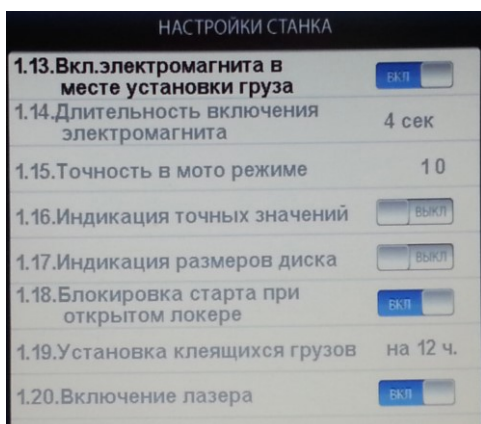 НАСТРОЙКИ СТАНКА
1.13.Вкл.электромагнита в
месте установки груза
ВКЛ
1.14.Длительность включения
электромагнита
4 сек
1.15.Точность в мото режиме
10
1.16.Индикация точных значений
ВЫКЛ
1.17.Индикация размеров диска
ВЫКЛ
1.18.Блокировка старта при
открытом локере
ВКЛ
1.19.Установка клеящихся грузов
на 12 ч.
1.20.Включение лазера
ВКЛ